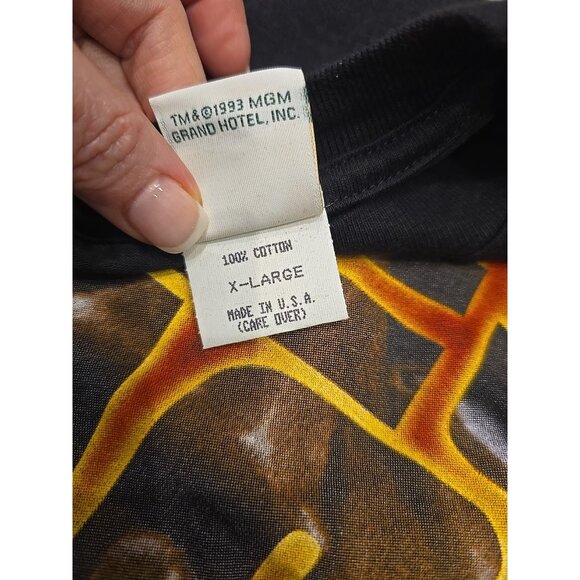 TM&©1993 MGM
GRAND HOTEL, INC.
100% COTTON
X-LARGE
MADE IN U.S.A.
(CARE OVER)